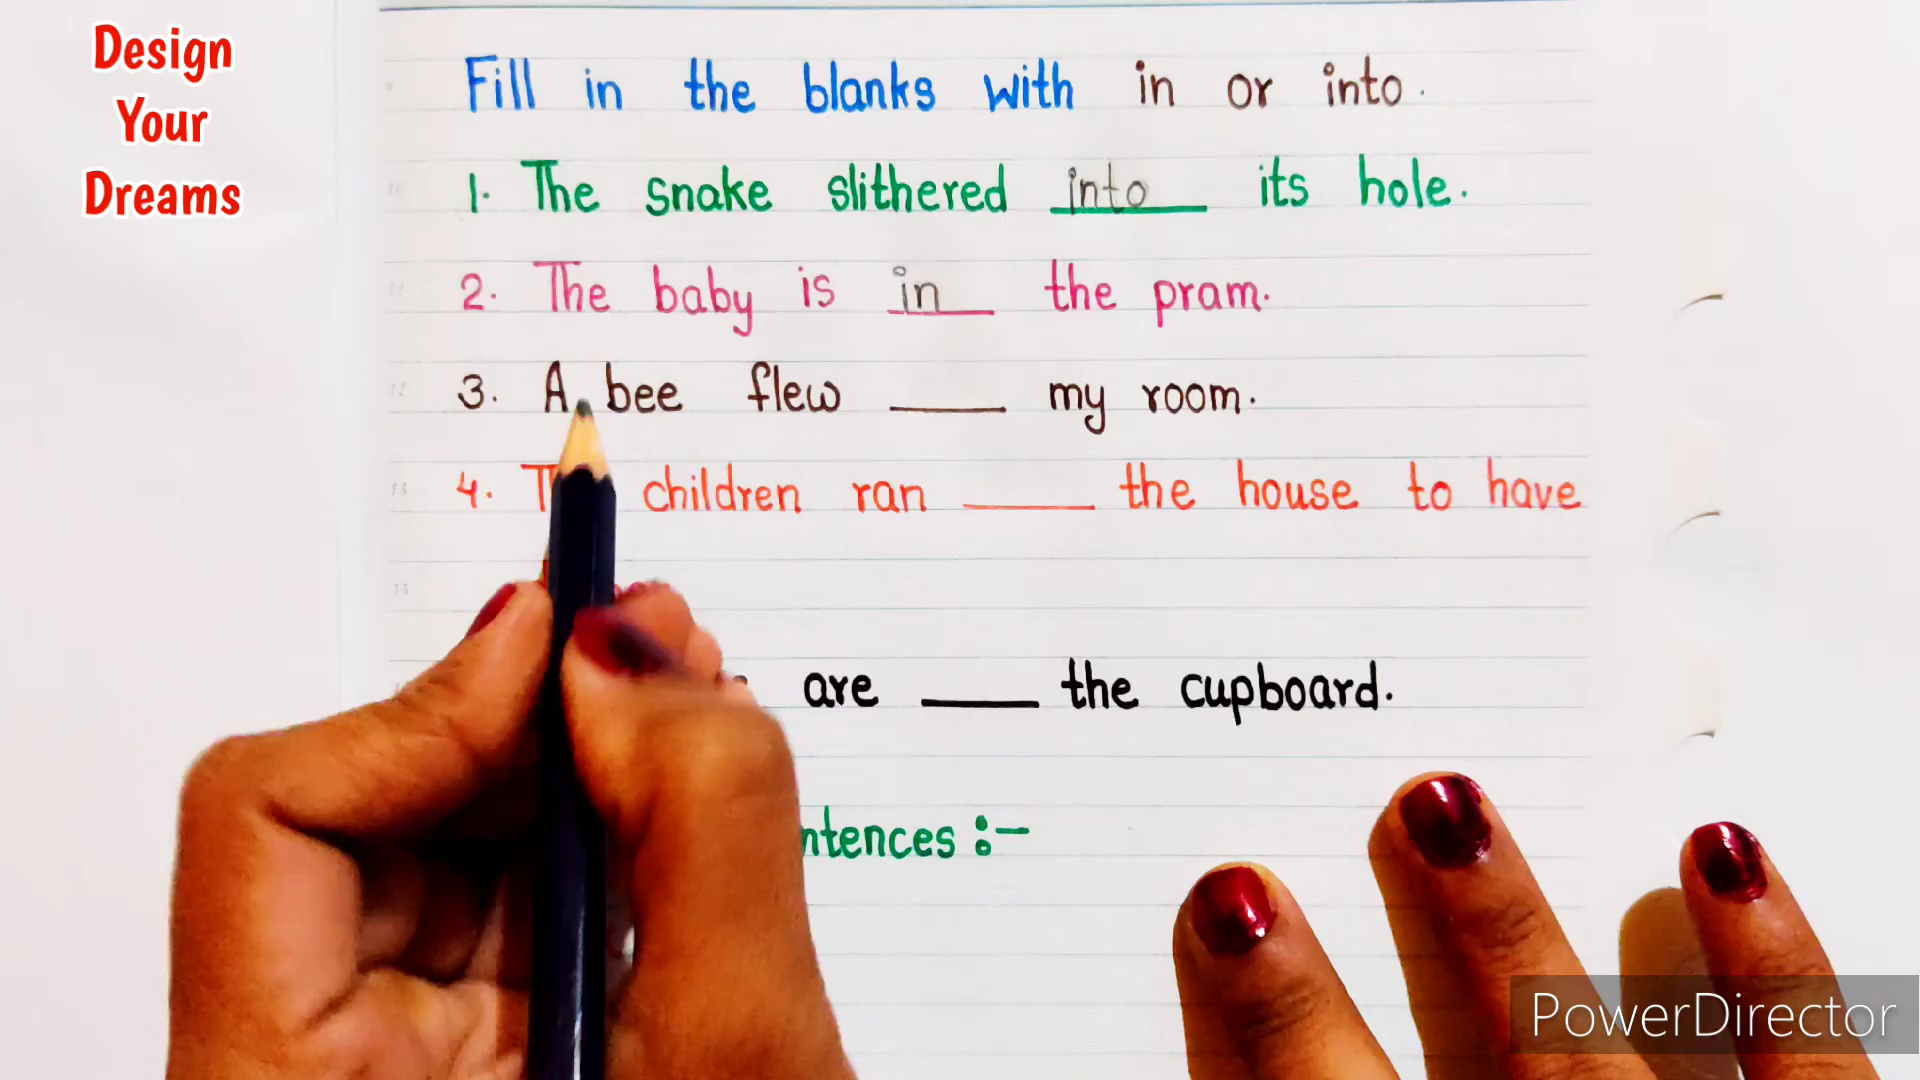 Design
Your
Dreams
Fill in the blanks with in or into.
1. The snake slithered into its hole.
2. The baby is in the pram.
3. A bee flew ____ my room.
4. children ran ____ the house to have
are ____ the cupboard.
:-
PowerDirector